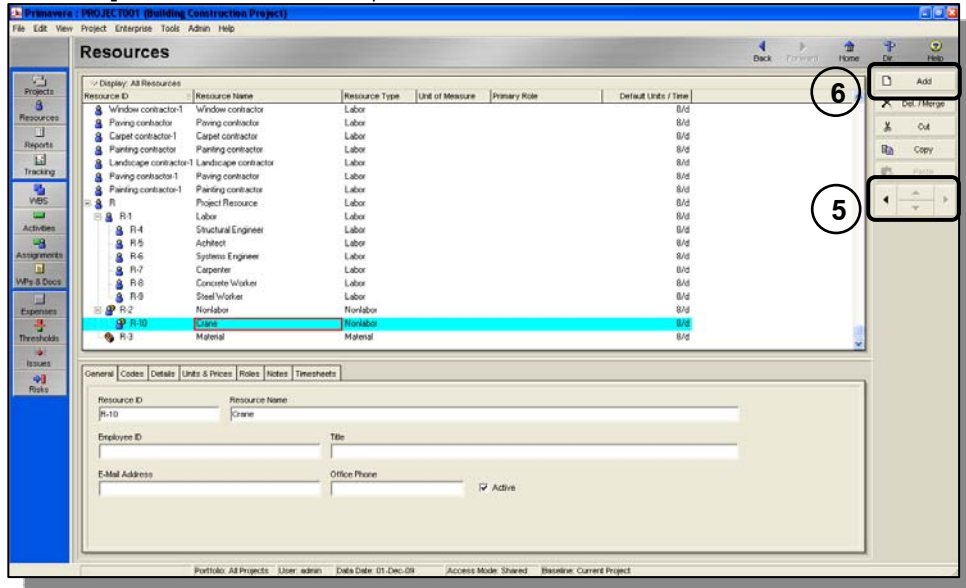 Primavera : PROJECT001 (Building Construction Project)
File Edit View Project Enterprise Tools Admin Help
Resources
Back Forward Home Dir. Help
Projects
Resources
Reports
Tracking
WBS
Activities
Assignments
WPs & Docs
Expenses
Thresholds
Issues
Risks
Display: All Resources
Resource ID Resource Name Resource Type Unit of Measure Primary Role Default Units / Time
Window contractor-1 Window contractor Labor 8/d
Paving contractor Paving contractor Labor 8/d
Carpet contractor-1 Carpet contractor Labor 8/d
Painting contractor Painting contractor Labor 8/d
Landscape contractor-1 Landscape contractor Labor 8/d
Paving contractor-1 Paving contractor Labor 8/d
Painting contractor-1 Painting contractor Labor 8/d
R Project Resource Labor 8/d
R-1 Labor Labor 8/d
R-4 Structural Engineer Labor 8/d
R-5 Achitect Labor 8/d
R-6 Systems Engineer Labor 8/d
R-7 Carpenter Labor 8/d
R-8 Concrete Worker Labor 8/d
R-9 Steel Worker Labor 8/d
R-2 Nonlabor Nonlabor 8/d
R-10 Crane Nonlabor 8/d
R-3 Material Material 8/d
6
Add
Del. / Merge
Cut
Copy
Paste
5
General Codes Details Units & Prices Roles Notes Timesheets
Resource ID Resource Name
R-10 Crane
Employee ID Title
E-Mail Address Office Phone
Active
Portfolio: All Projects User: admin Data Date: 01-Dec-09 Access Mode: Shared Baseline: Current Project